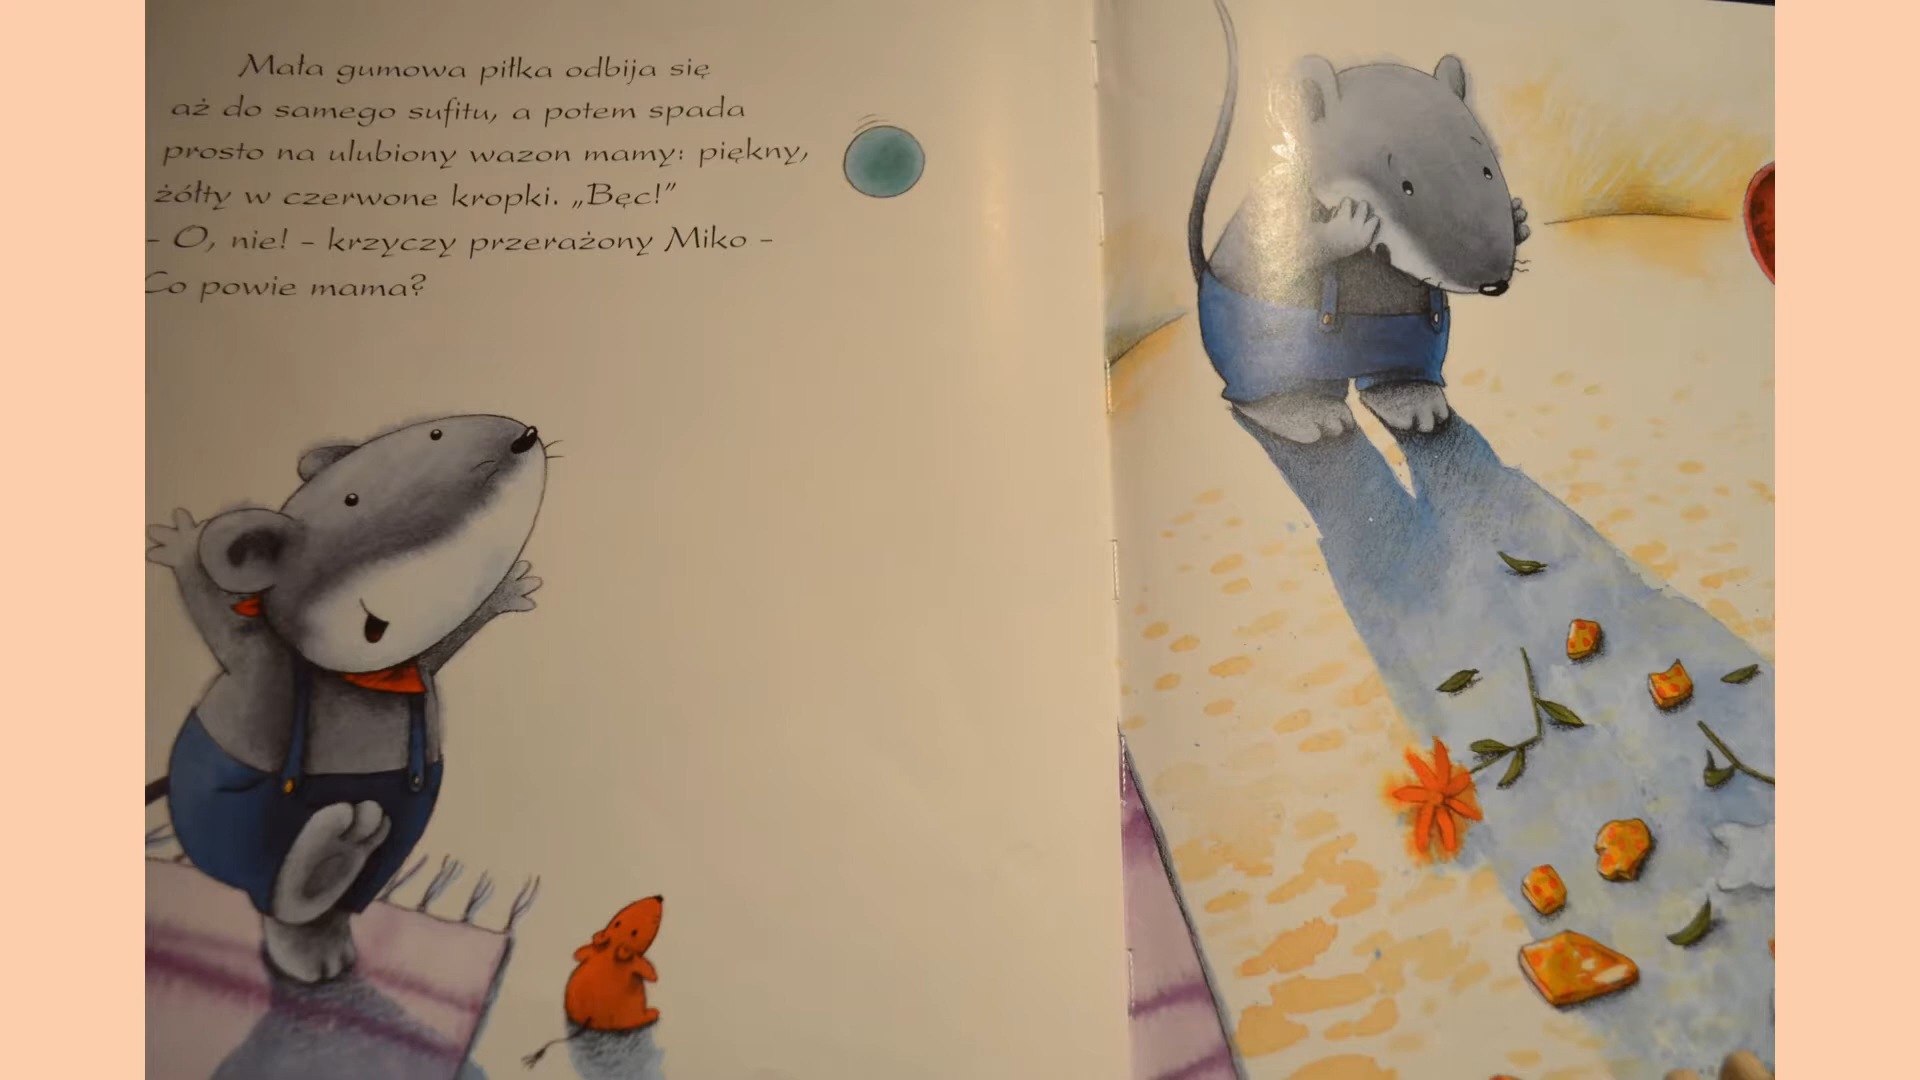 Mała gumowa piłka odbija się
aż do samego sufitu, a potem spada
prosto na ulubiony wazon mamy: piękny,
żółty w czerwone kropki. „Bęc!”
- O, nie! - krzyczy przerażony Miko -
Co powie mama?